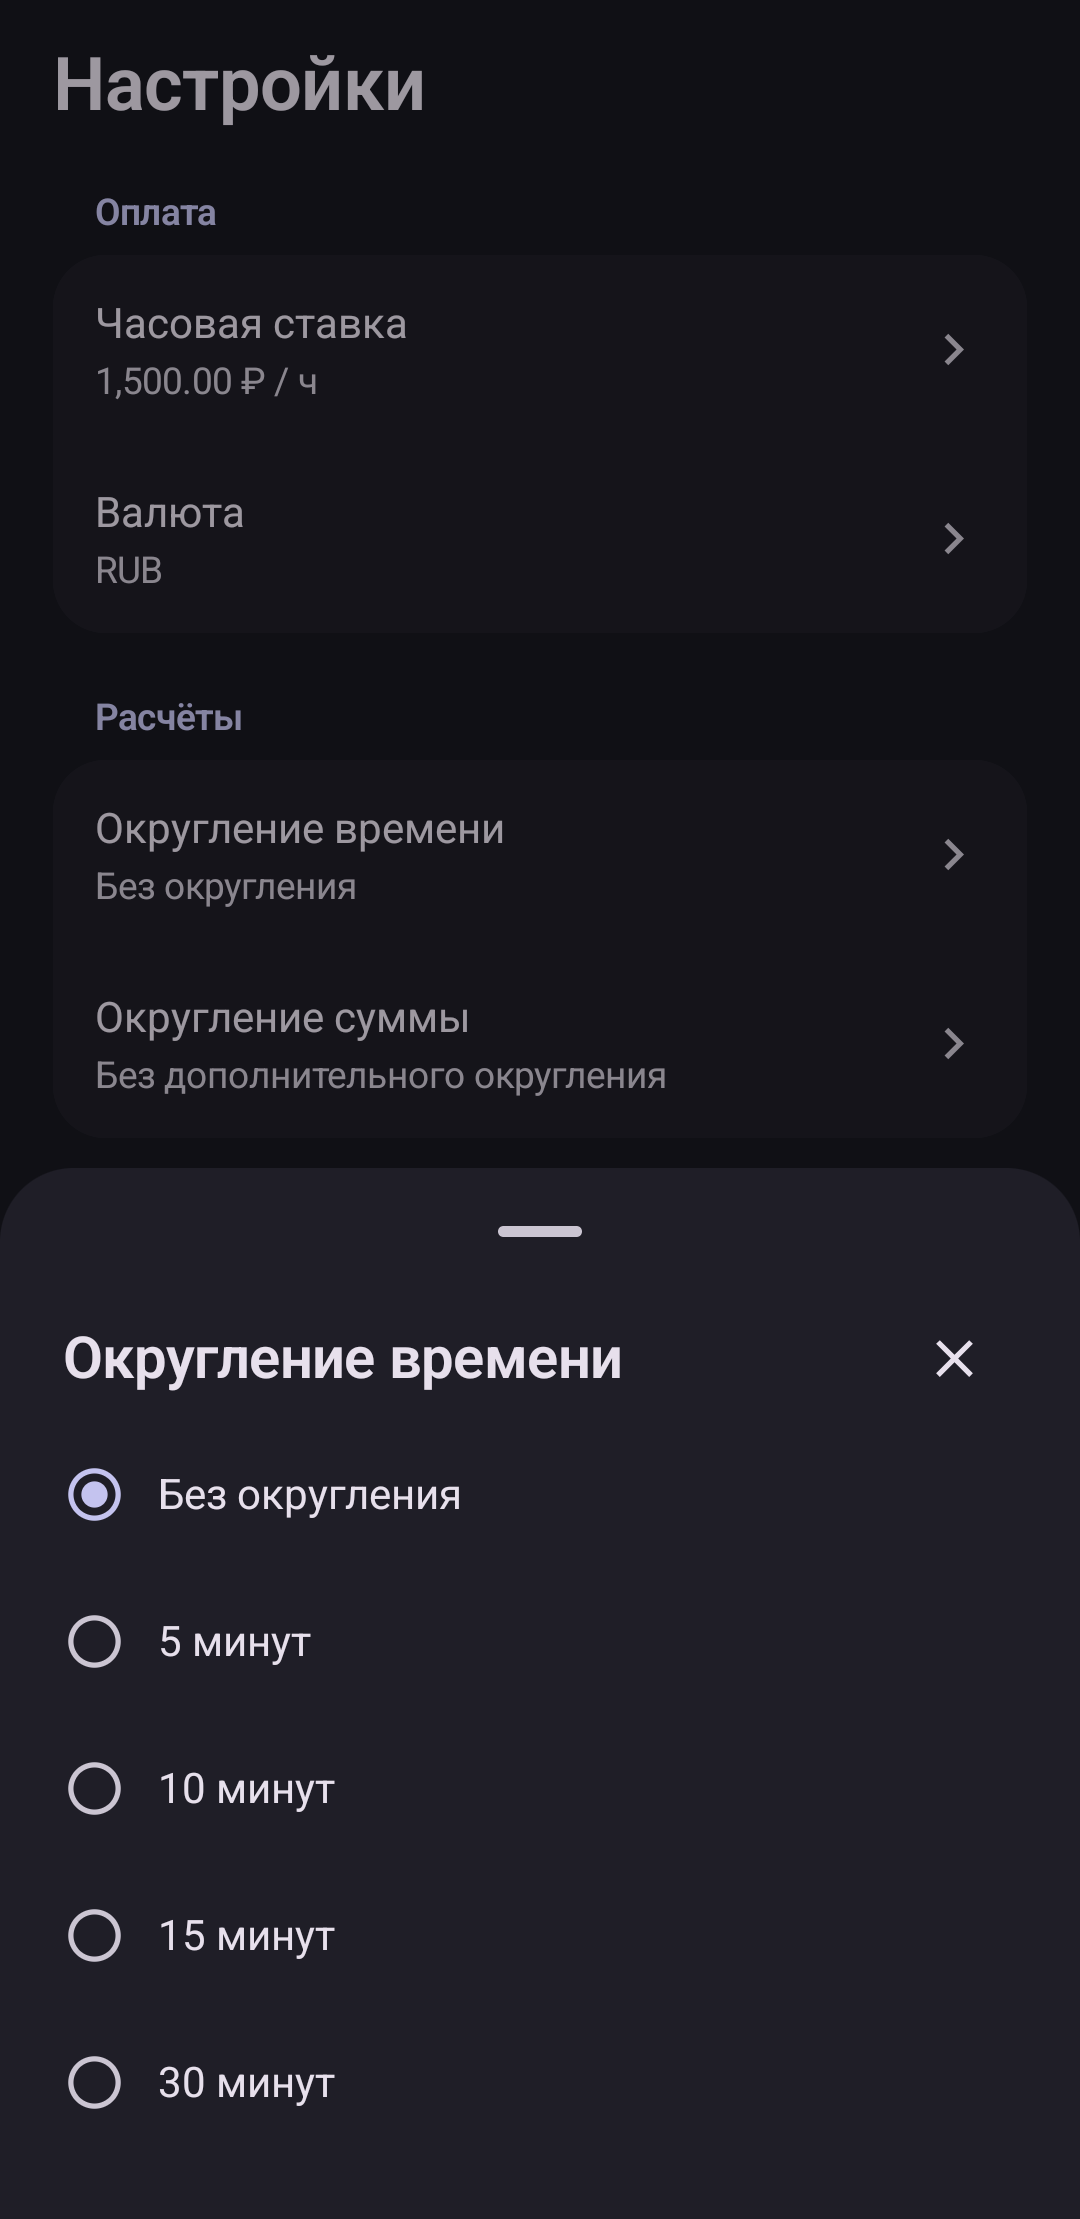 Настройки
Оплата
Часовая ставка
1,500.00 ₽ / ч
Валюта
RUB
Расчёты
Округление времени
Без округления
Округление суммы
Без дополнительного округления
Округление времени
Без округления
5 минут
10 минут
15 минут
30 минут